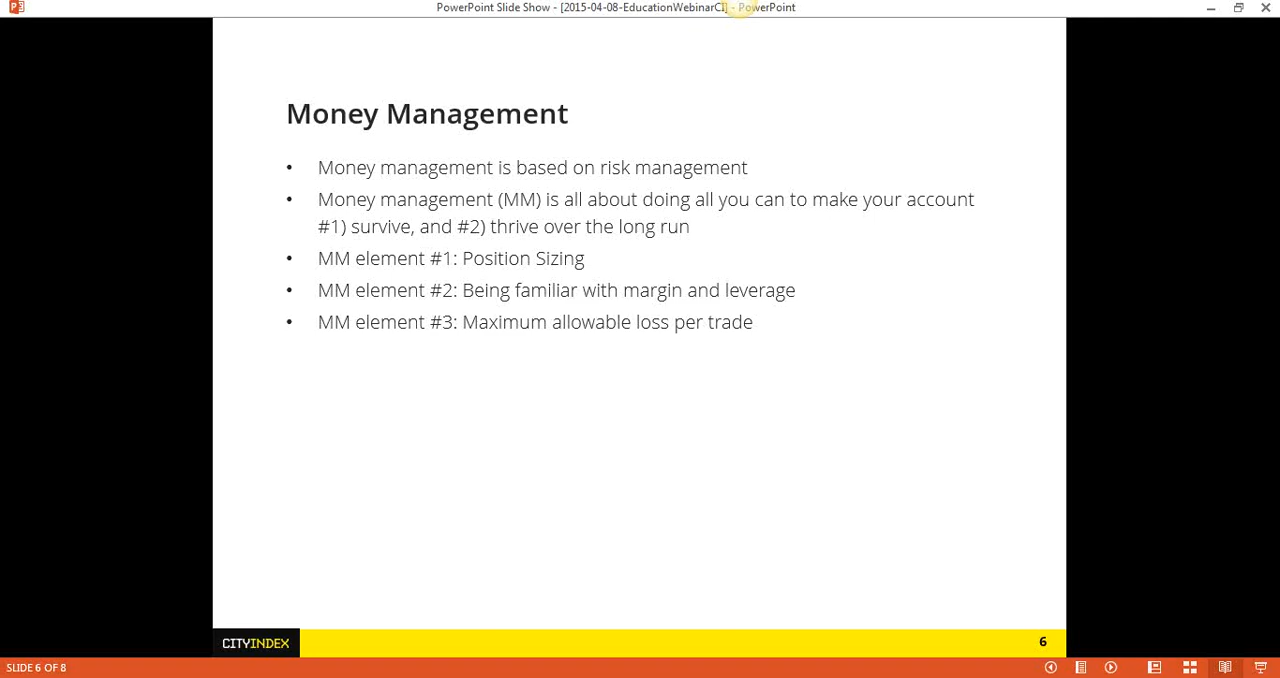 PowerPoint Slide Show - [2015-04-08-EducationWebinarCI] - PowerPoint
Money Management
• Money management is based on risk management
• Money management (MM) is all about doing all you can to make your account
#1) survive, and #2) thrive over the long run
• MM element #1: Position Sizing
• MM element #2: Being familiar with margin and leverage
• MM element #3: Maximum allowable loss per trade
CITYINDEX
6
SLIDE 6 OF 8